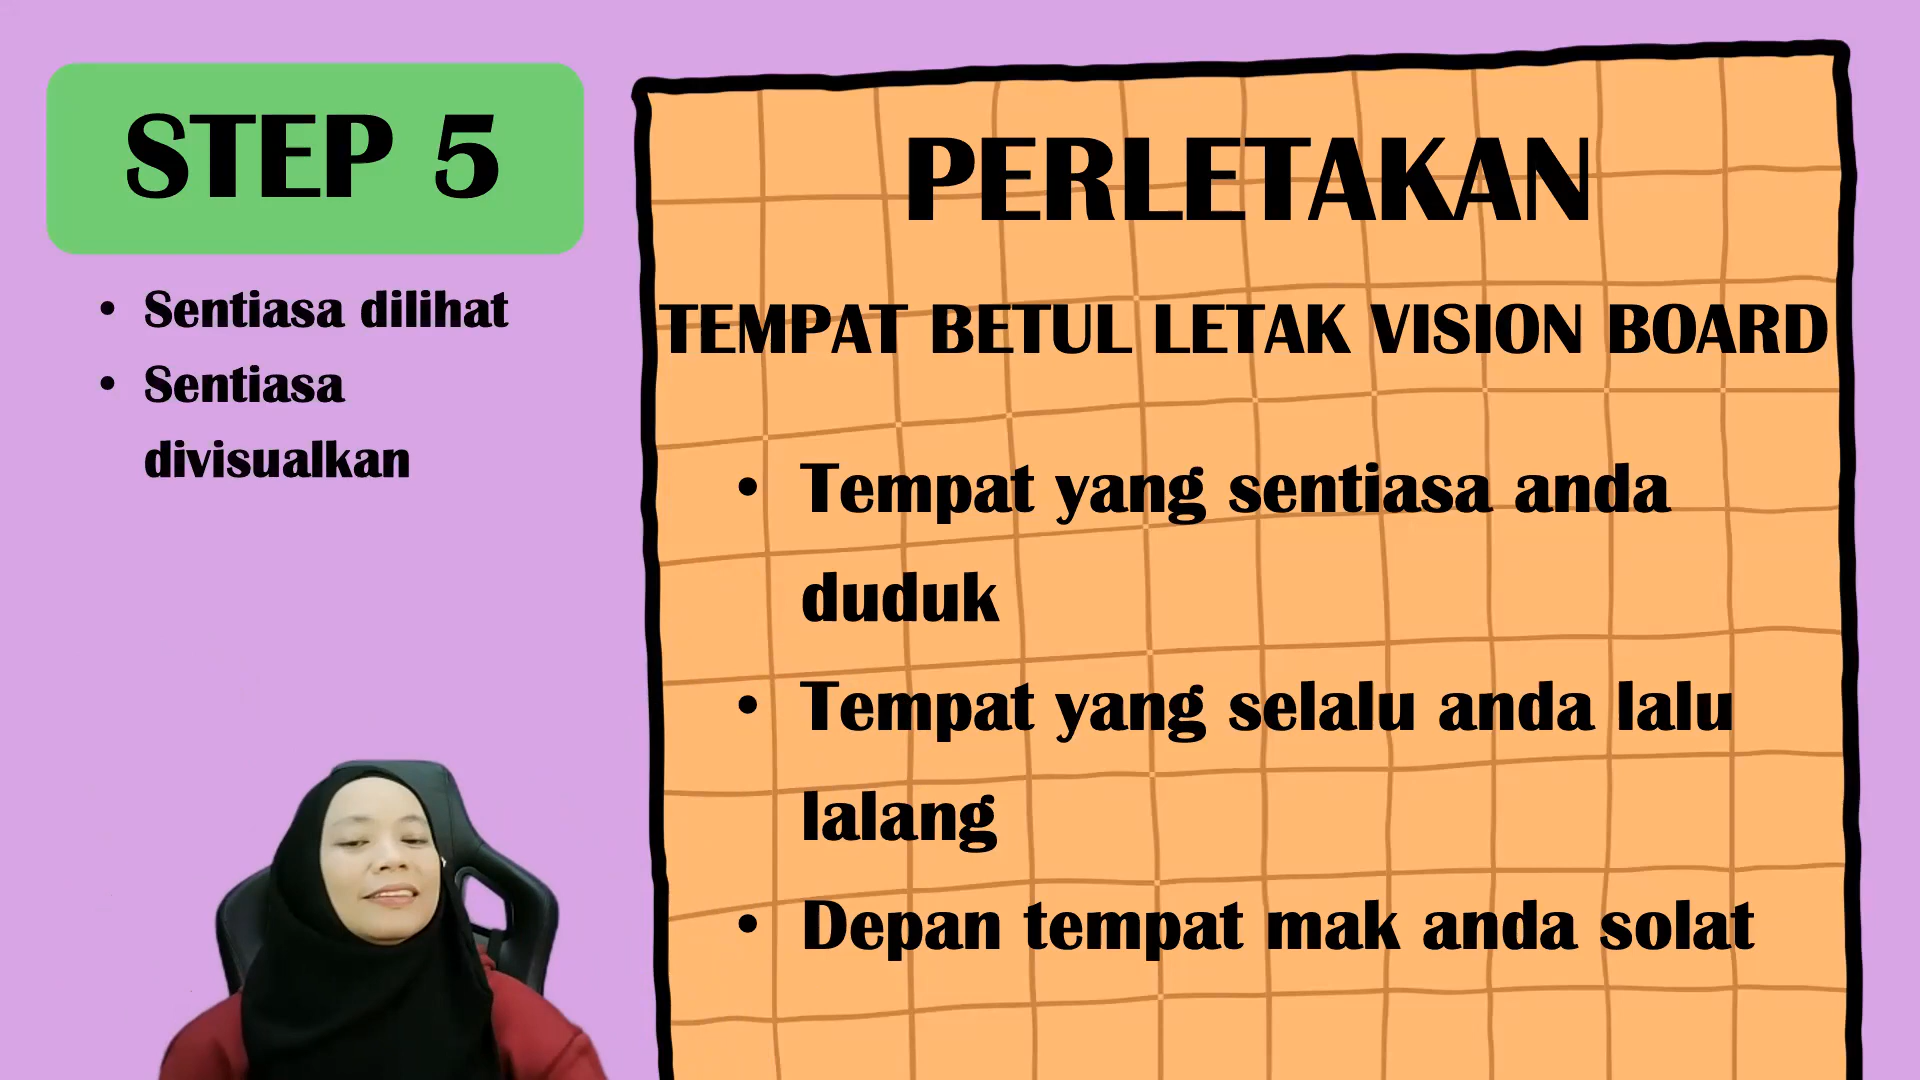 STEP 5
• Sentiasa dilihat
• Sentiasa
divisualkan
PERLETAKAN
TEMPAT BETUL LETAK VISION BOARD
• Tempat yang sentiasa anda
duduk
• Tempat yang selalu anda lalu
lalang
• Depan tempat mak anda solat